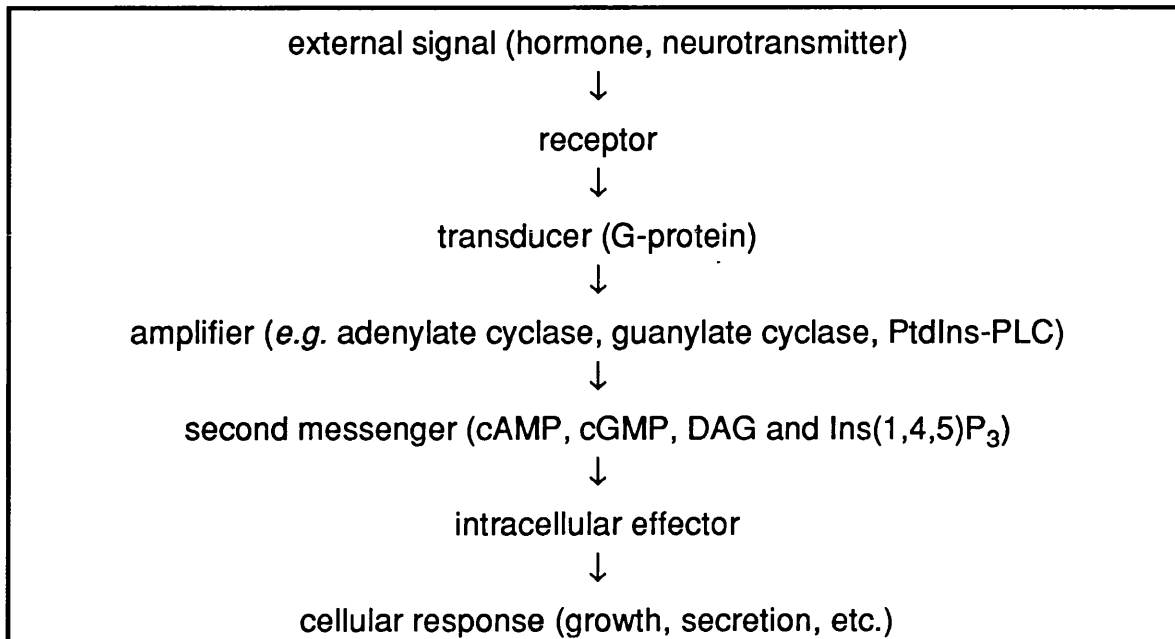 external signal (hormone, neurotransmitter)
↓
receptor
↓
transducer (G-protein)
↓
amplifier (e.g. adenylate cyclase, guanylate cyclase, PtdIns-PLC)
↓
second messenger (cAMP, cGMP, DAG and Ins(1,4,5)P₃)
↓
intracellular effector
↓
cellular response (growth, secretion, etc.)